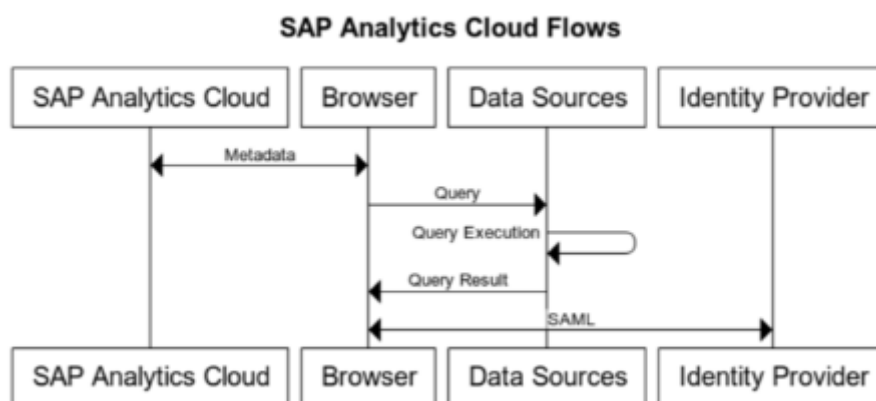 SAP Analytics Cloud Flows
SAP Analytics Cloud
Browser
Data Sources
Identity Provider
Metadata
Query
Query Execution
Query Result
SAML
SAP Analytics Cloud
Browser
Data Sources
Identity Provider